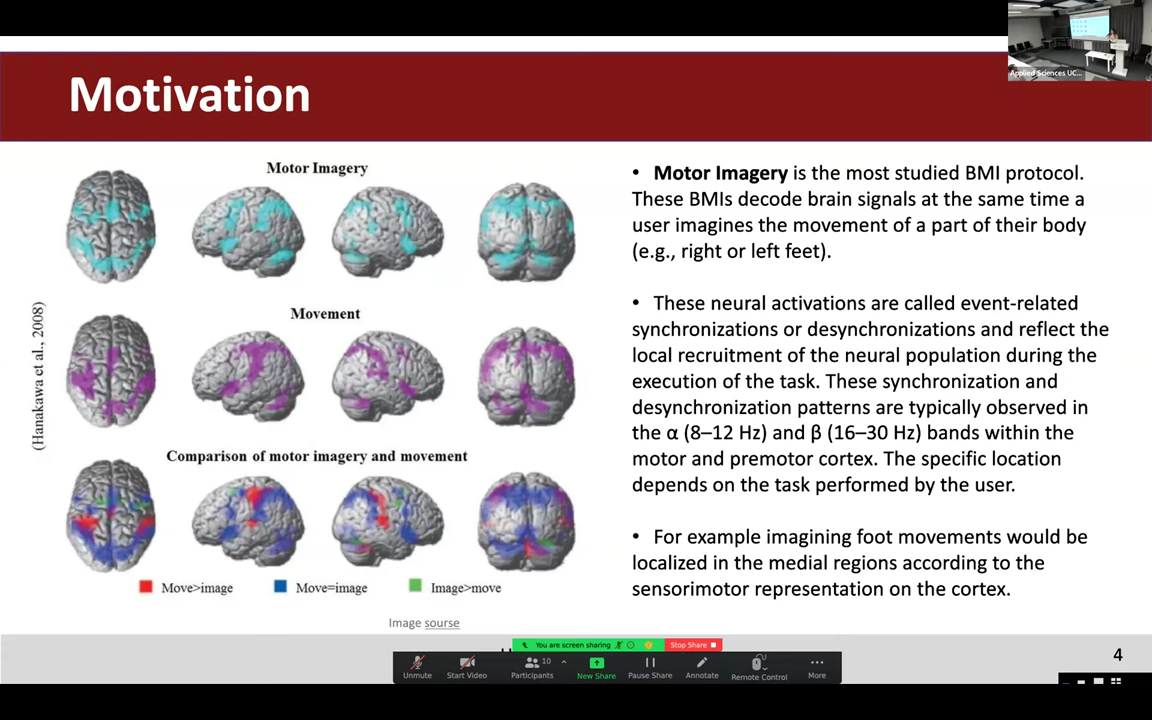 Applied Sciences UC...
Motivation
Motor Imagery
Movement
Comparison of motor imagery and movement
(Hanakawa et al., 2008)
Move>image
Move=image
Image>move
Image sourse
• Motor Imagery is the most studied BMI protocol.
These BMIs decode brain signals at the same time a
user imagines the movement of a part of their body
(e.g., right or left feet).
• These neural activations are called event-related
synchronizations or desynchronizations and reflect the
local recruitment of the neural population during the
execution of the task. These synchronization and
desynchronization patterns are typically observed in
the α (8–12 Hz) and β (16–30 Hz) bands within the
motor and premotor cortex. The specific location
depends on the task performed by the user.
• For example imagining foot movements would be
localized in the medial regions according to the
sensorimotor representation on the cortex.
4
You are screen sharing
Stop Share
Unmute
Start Video
10
Participants
New Share
Pause Share
Annotate
Remote Control
More